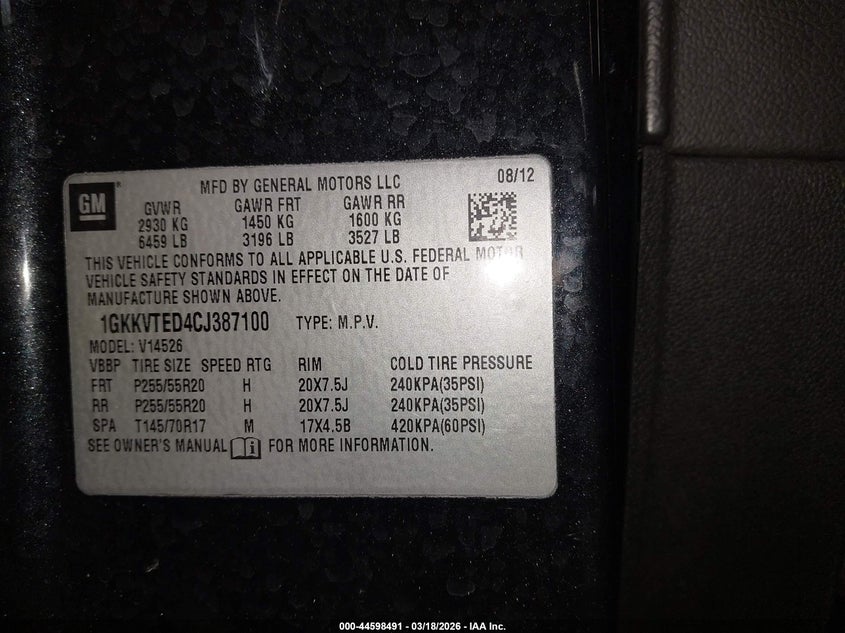 GM
MFD BY GENERAL MOTORS LLC 08/12
GVWR GAWR FRT GAWR RR
2930 KG 1450 KG 1600 KG
6459 LB 3196 LB 3527 LB
THIS VEHICLE CONFORMS TO ALL APPLICABLE U.S. FEDERAL MOTOR
VEHICLE SAFETY STANDARDS IN EFFECT ON THE DATE OF
MANUFACTURE SHOWN ABOVE.
1GKKVTED4CJ387100 TYPE: M.P.V.
MODEL: V14526
VBBP TIRE SIZE SPEED RTG RIM COLD TIRE PRESSURE
FRT P255/55R20 H 20X7.5J 240KPA(35PSI)
RR P255/55R20 H 20X7.5J 240KPA(35PSI)
SPA T145/70R17 M 17X4.5B 420KPA(60PSI)
SEE OWNER'S MANUAL FOR MORE INFORMATION.
000-44598491 - 03/18/2026 - IAA Inc.